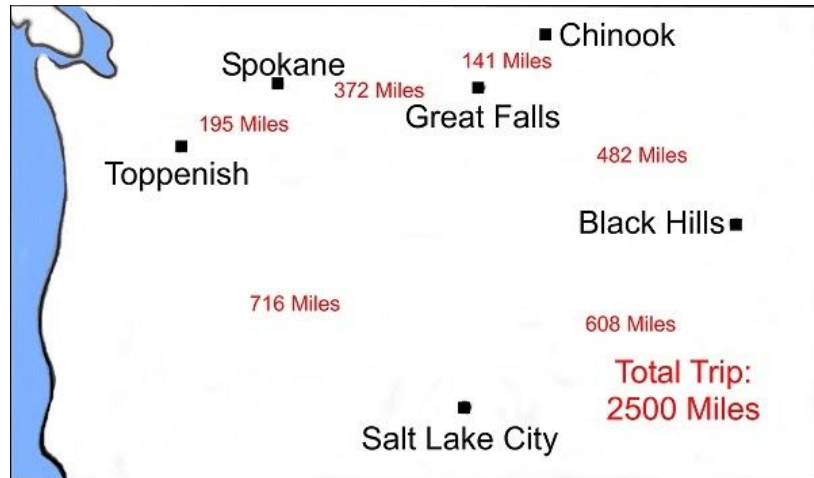 Chinook
141 Miles
Spokane
372 Miles
Great Falls
195 Miles
Toppenish
482 Miles
Black Hills
716 Miles
608 Miles
Total Trip:
2500 Miles
Salt Lake City